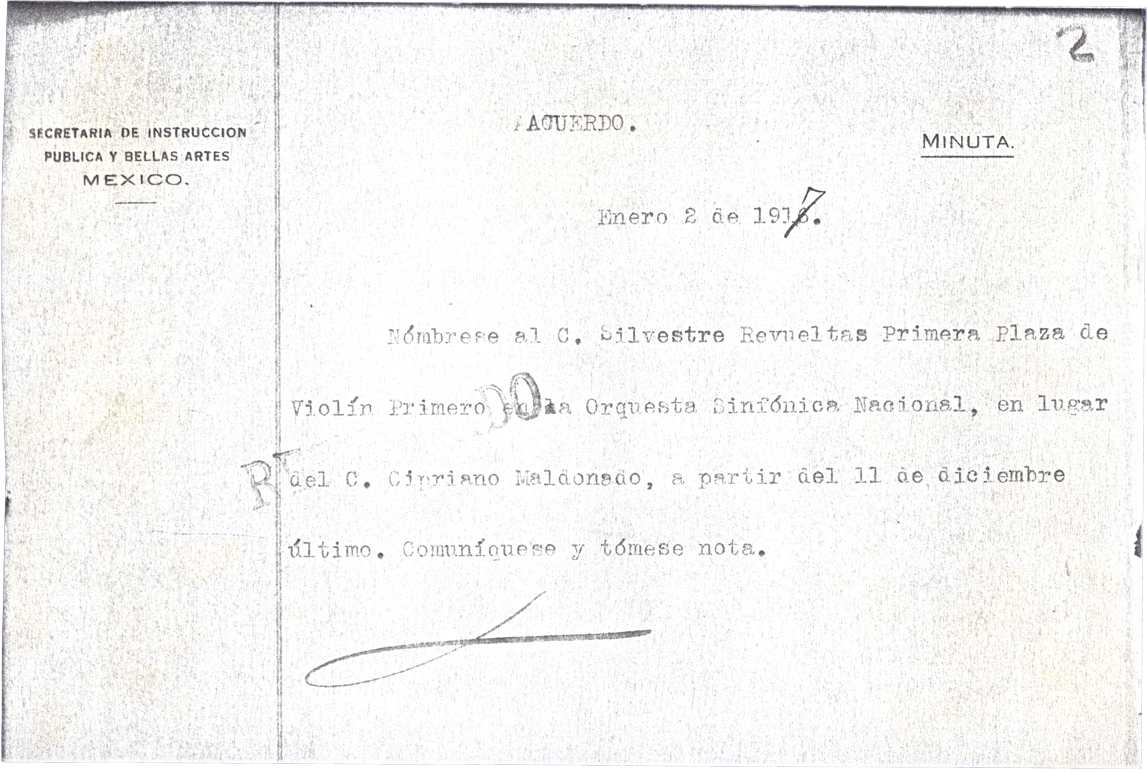 2
SECRETARIA DE INSTRUCCION
PUBLICA Y BELLAS ARTES
MEXICO.
ACUERDO.
MINUTA.
Enero 2 de 1917.
Nómbrese al C. Silvestre Revueltas Primera Plaza de
Violín Primero en la Orquesta Sinfónica Nacional, en lugar
del C. Cipriano Maldonado, a partir del 11 de diciembre
último. Comuníquese y tómese nota.